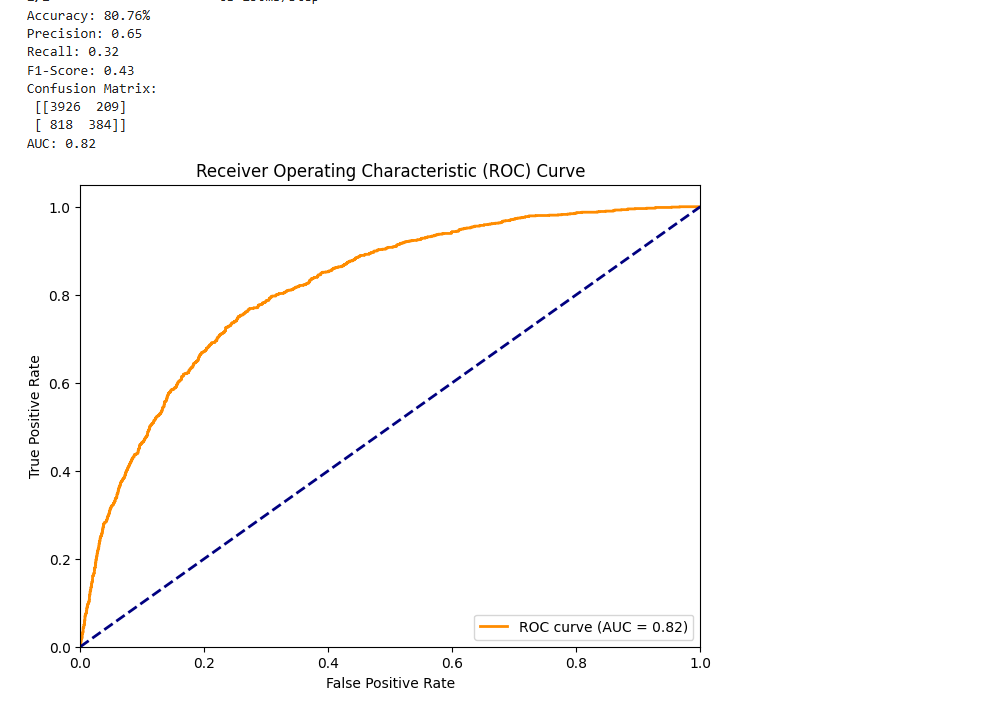 Accuracy: 80.76%
Precision: 0.65
Recall: 0.32
F1-Score: 0.43
Confusion Matrix:
[[3926  209]
[ 818  384]]
AUC: 0.82
Receiver Operating Characteristic (ROC) Curve
1.0
0.8
0.6
0.4
0.2
0.0
True Positive Rate
ROC curve (AUC = 0.82)
0.0 0.2 0.4 0.6 0.8 1.0
False Positive Rate